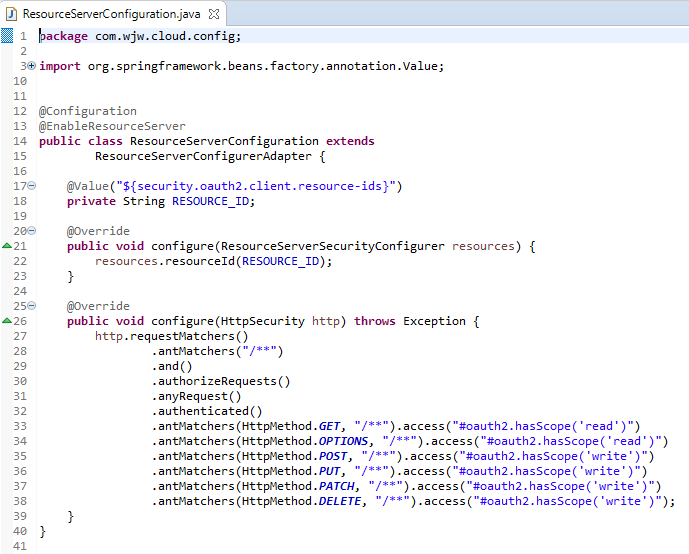 ResourceServerConfiguration.java
1 package com.wjw.cloud.config;
2
3 import org.springframework.beans.factory.annotation.Value;
10
11
12 @Configuration
13 @EnableResourceServer
14 public class ResourceServerConfiguration extends
15         ResourceServerConfigurerAdapter {
16
17     @Value("${security.oauth2.client.resource-ids}")
18     private String RESOURCE_ID;
19
20     @Override
21     public void configure(ResourceServerSecurityConfigurer resources) {
22         resources.resourceId(RESOURCE_ID);
23     }
24
25     @Override
26     public void configure(HttpSecurity http) throws Exception {
27         http.requestMatchers()
28                 .antMatchers("/**")
29                 .and()
30                 .authorizeRequests()
31                 .anyRequest()
32                 .authenticated()
33                 .antMatchers(HttpMethod.GET, "/**").access("#oauth2.hasScope('read')")
34                 .antMatchers(HttpMethod.OPTIONS, "/**").access("#oauth2.hasScope('read')")
35                 .antMatchers(HttpMethod.POST, "/**").access("#oauth2.hasScope('write')")
36                 .antMatchers(HttpMethod.PUT, "/**").access("#oauth2.hasScope('write')")
37                 .antMatchers(HttpMethod.PATCH, "/**").access("#oauth2.hasScope('write')")
38                 .antMatchers(HttpMethod.DELETE, "/**").access("#oauth2.hasScope('write')");
39     }
40 }
41